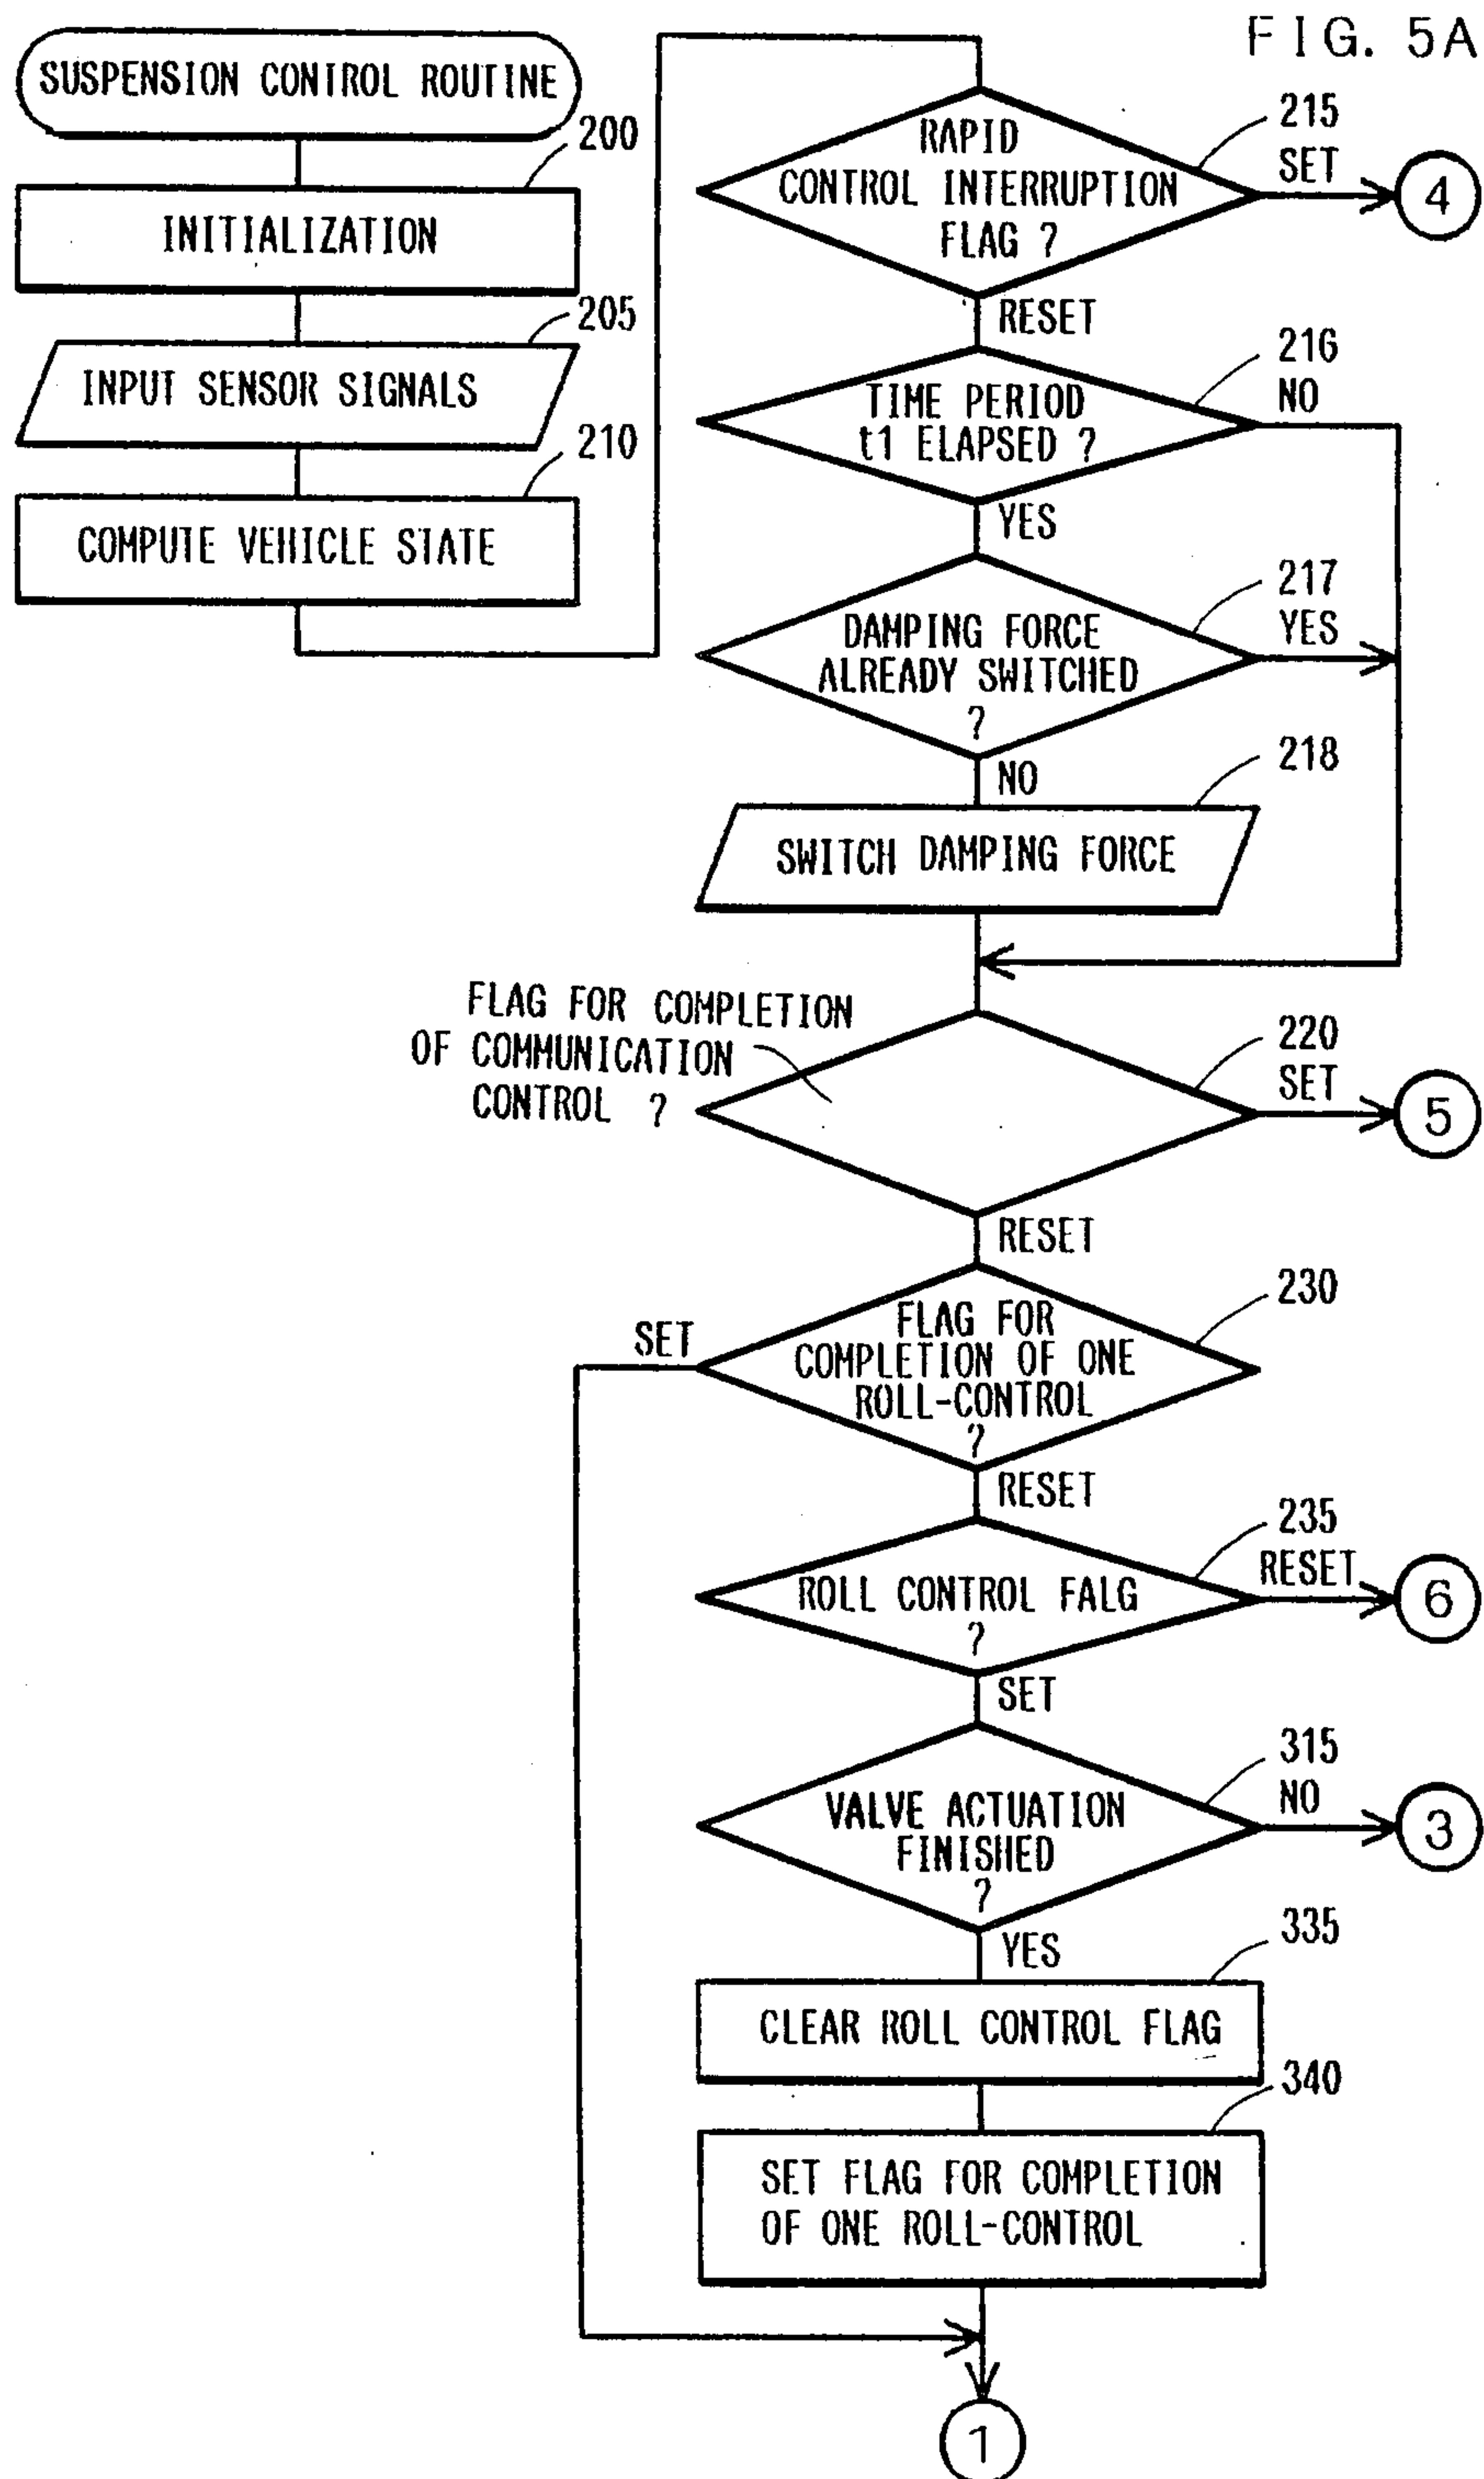 FIG. 5A
SUSPENSION CONTROL ROUTINE
200
INITIALIZATION
205
INPUT SENSOR SIGNALS
210
COMPUTE VEHICLE STATE
RAPID
CONTROL INTERRUPTION
FLAG ?
215
SET
4
RESET
TIME PERIOD
t1 ELAPSED ?
216
NO
YES
DAMPING FORCE
ALREADY SWITCHED
?
217
YES
NO
218
SWITCH DAMPING FORCE
FLAG FOR COMPLETION
OF COMMUNICATION
CONTROL ?
220
SET
5
RESET
FLAG FOR
COMPLETION OF ONE
ROLL-CONTROL
?
230
SET
RESET
ROLL CONTROL FALG
?
235
RESET
6
SET
VALVE ACTUATION
FINISHED
?
315
NO
3
YES
335
CLEAR ROLL CONTROL FLAG
340
SET FLAG FOR COMPLETION
OF ONE ROLL-CONTROL
1